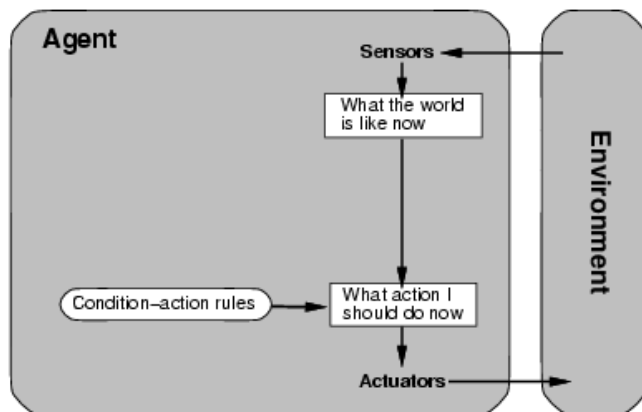 Agent
Sensors
What the world
is like now
Environment
Condition–action rules
What action I
should do now
Actuators